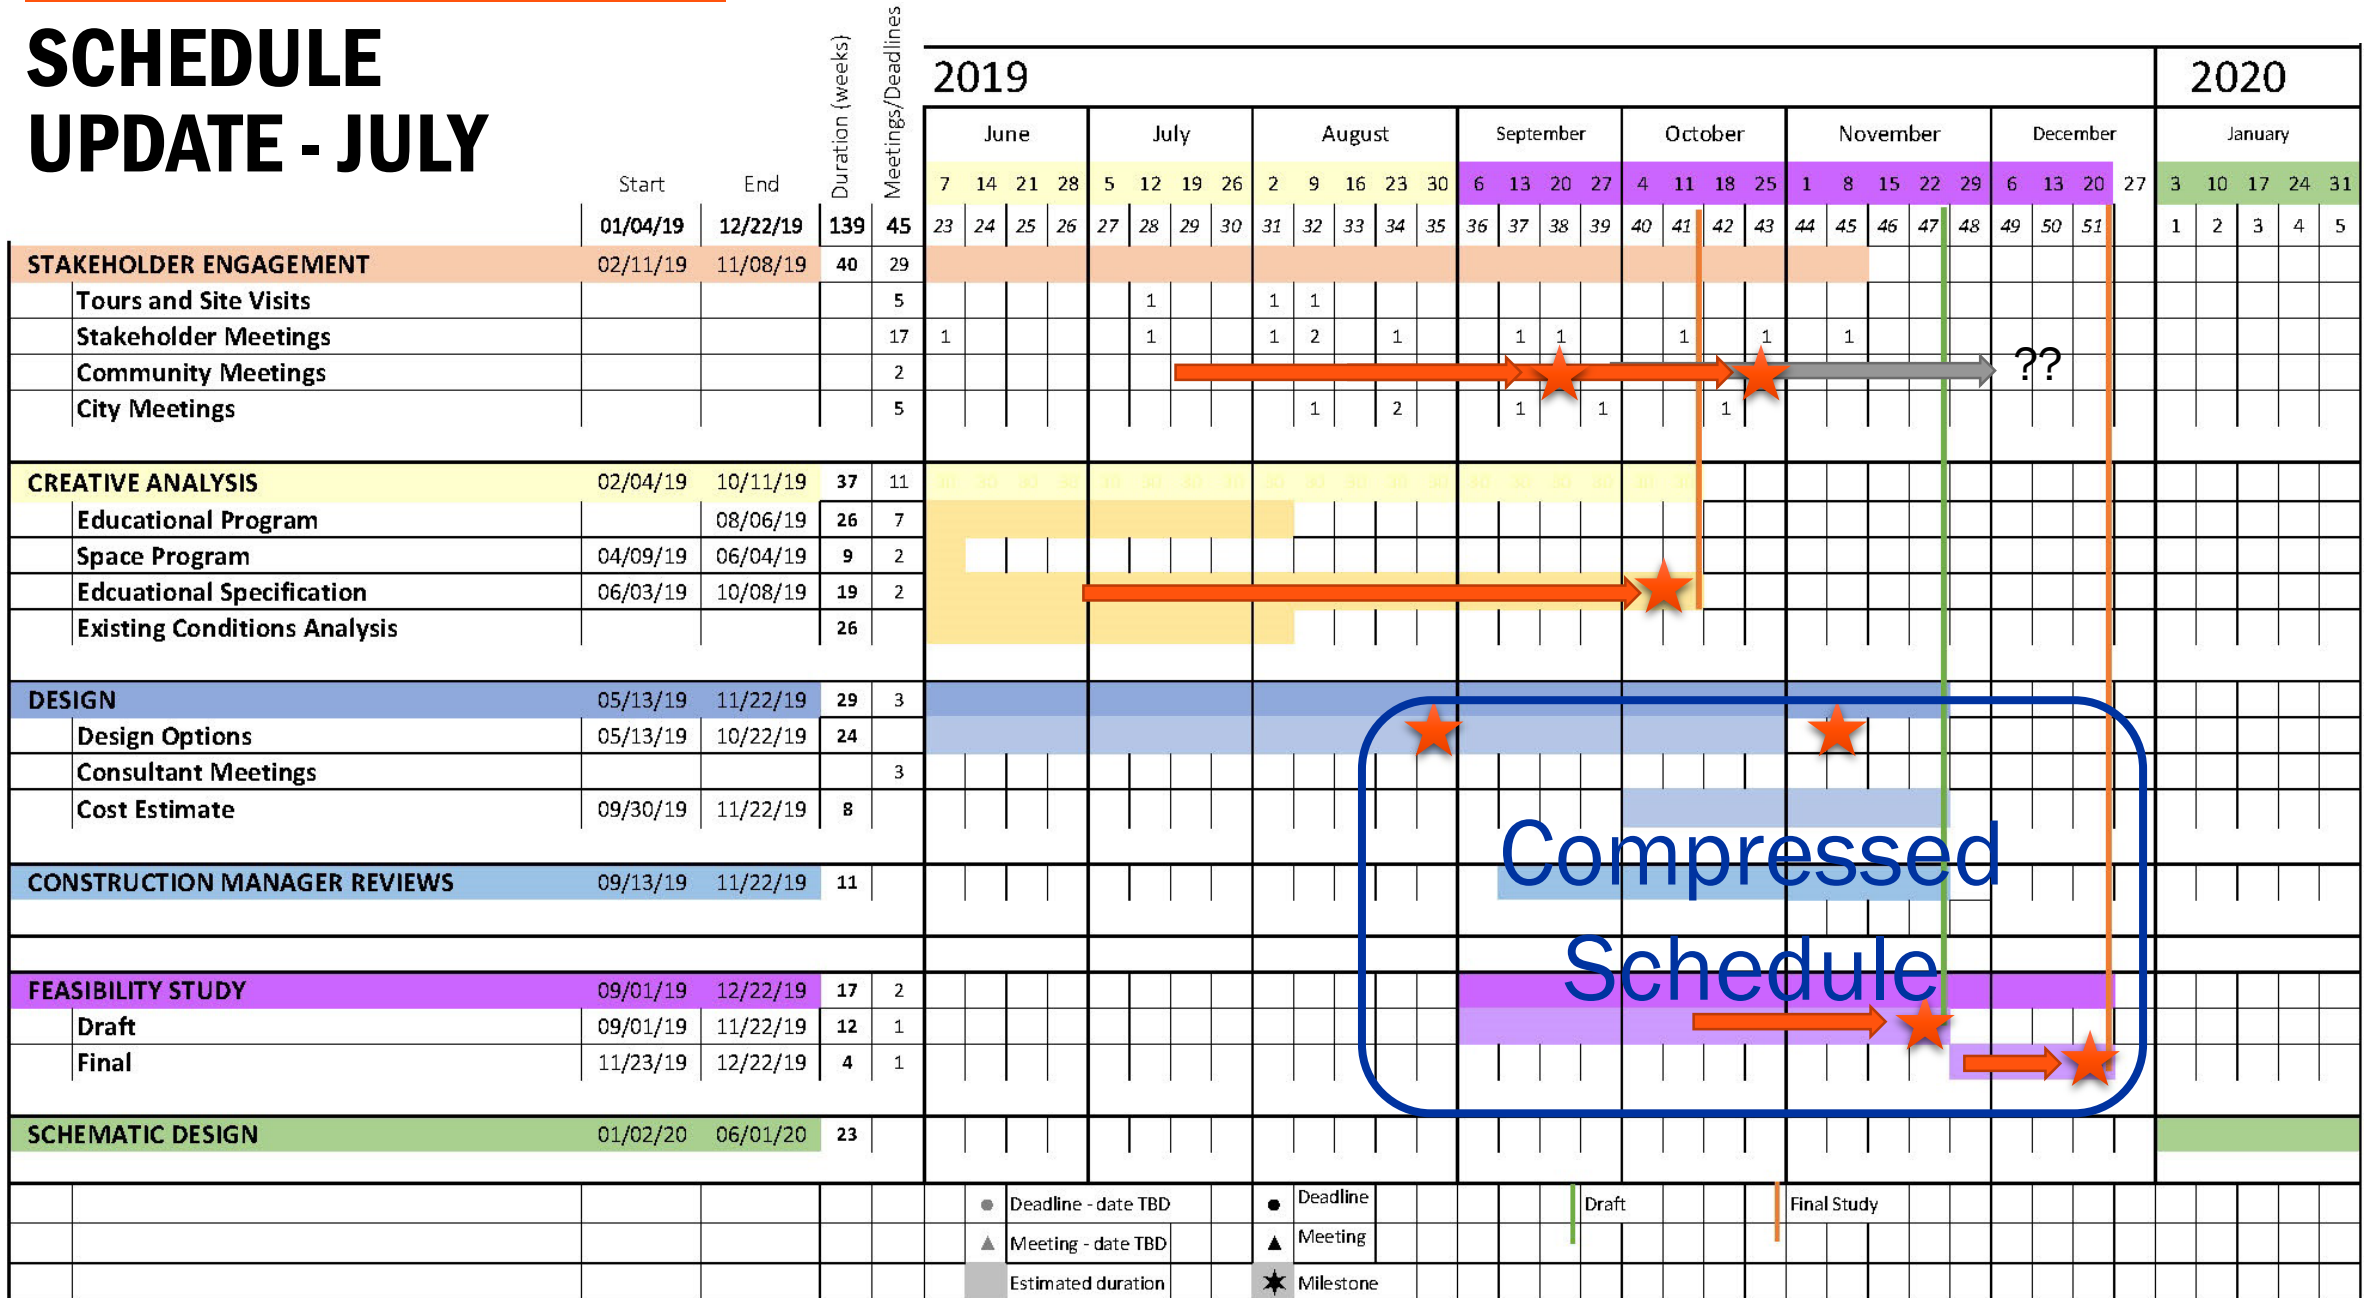 SCHEDULE
UPDATE - JULY
Start End Duration (weeks) Meetings/Deadlines
2019 2020
June July August September October November December January
7 14 21 28 5 12 19 26 2 9 16 23 30 6 13 20 27 4 11 18 25 1 8 15 22 29 6 13 20 27 3 10 17 24 31
01/04/19 12/22/19 139 45 23 24 25 26 27 28 29 30 31 32 33 34 35 36 37 38 39 40 41 42 43 44 45 46 47 48 49 50 51 1 2 3 4 5
STAKEHOLDER ENGAGEMENT 02/11/19 11/08/19 40 29
Tours and Site Visits 5 1 1 1
Stakeholder Meetings 17 1 1 1 2 1 1 1 1 1 1
Community Meetings 2 ??
City Meetings 5 1 2 1 1 1
CREATIVE ANALYSIS 02/04/19 10/11/19 37 11
Educational Program 08/06/19 26 7
Space Program 04/09/19 06/04/19 9 2
Edcuational Specification 06/03/19 10/08/19 19 2
Existing Conditions Analysis 26
DESIGN 05/13/19 11/22/19 29 3
Design Options 05/13/19 10/22/19 24
Consultant Meetings 3
Cost Estimate 09/30/19 11/22/19 8
Compressed
CONSTRUCTION MANAGER REVIEWS 09/13/19 11/22/19 11
Schedule
FEASIBILITY STUDY 09/01/19 12/22/19 17 2
Draft 09/01/19 11/22/19 12 1
Final 11/23/19 12/22/19 4 1
SCHEMATIC DESIGN 01/02/20 06/01/20 23
Deadline - date TBD Deadline Draft Final Study
Meeting - date TBD Meeting
Estimated duration Milestone